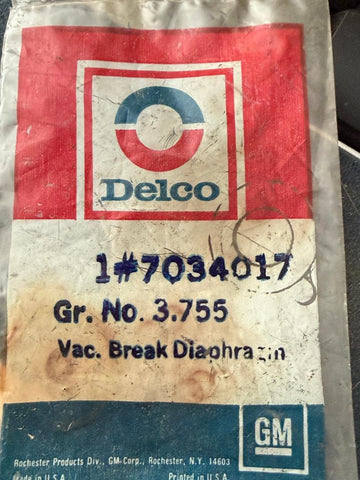 Delco
1#7034017
Gr. No. 3.755
Vac. Break Diaphragm
GM
Rochester Products Div., GM-Corp., Rochester, N.Y. 14603
Made in U.S.A. Printed in U.S.A.